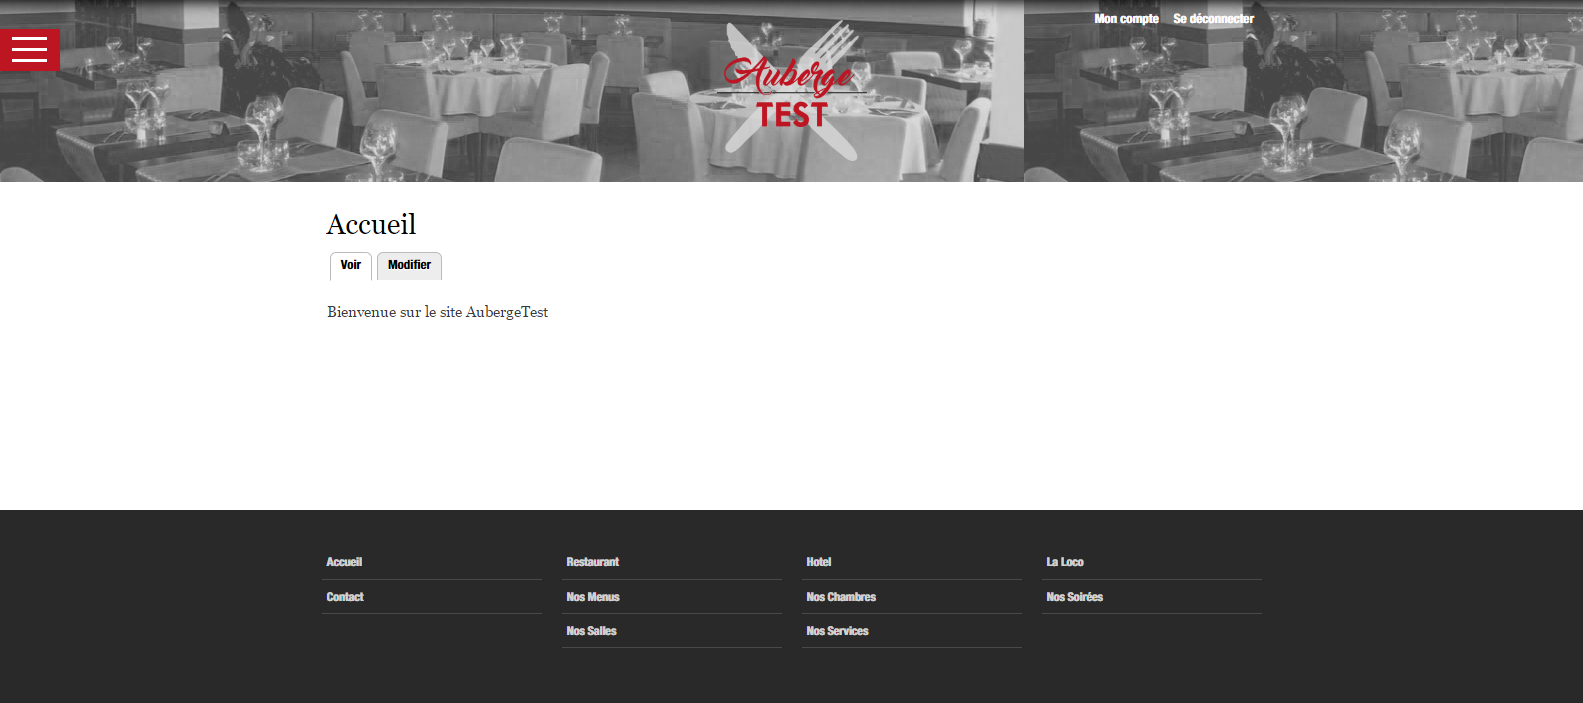 Mon compte Se déconnecter
Auberge
TEST
Accueil
Voir Modifier
Bienvenue sur le site AubergeTest
Accueil Restaurant Hotel La Loco
Contact Nos Menus Nos Chambres Nos Soirées
Nos Salles Nos Services